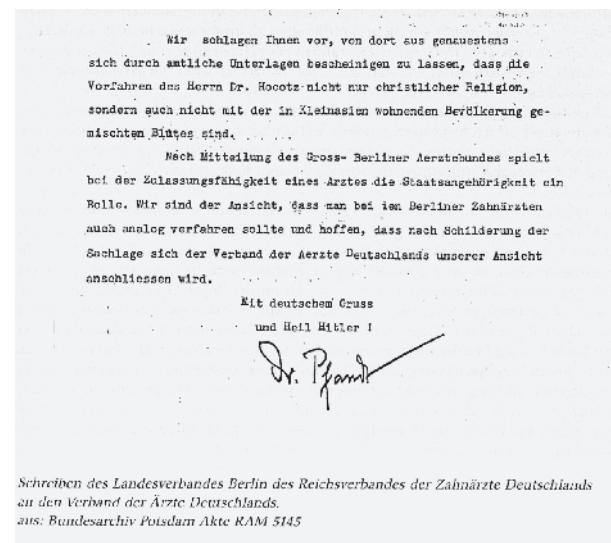 Wir schlagen Ihnen vor, von dort aus genauestens
sich durch amtliche Unterlagen bescheinigen zu lassen, dass die
Vorfahren des Herrn Dr. Hocotz nicht nur christlicher Religion,
sondern auch nicht mit der in Kleinasien wohnenden Bevölkerung ge-
mischten Blutes sind.
Nach Mitteilung des Gross- Berliner Aerztebundes spielt
bei der Zulassungsfähigkeit eines Arztes die Staatsangehörigkeit ein
Rolle. Wir sind der Ansicht, dass man bei den Berliner Zahnärzten
auch analog verfahren sollte und hoffen, dass nach Schilderung der
Sachlage sich der Verband der Aerzte Deutschlands unserer Ansicht
anschliessen wird.
Mit deutschem Gruss
und Heil Hitler !
Dr. Pfandt
Schreiben des Landesverbandes Berlin des Reichsverbandes der Zahnärzte Deutschlands
an den Verband der Ärzte Deutschlands.
aus: Bundesarchiv Potsdam Akte RAM 5145